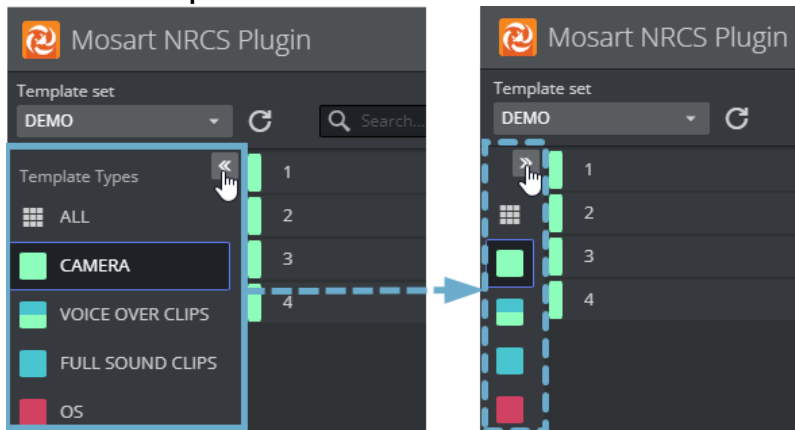 Mosart NRCS Plugin
Template set
DEMO
Search...
Template Types
ALL
CAMERA
VOICE OVER CLIPS
FULL SOUND CLIPS
OS
1
2
3
4
Mosart NRCS Plugin
Template set
DEMO
1
2
3
4